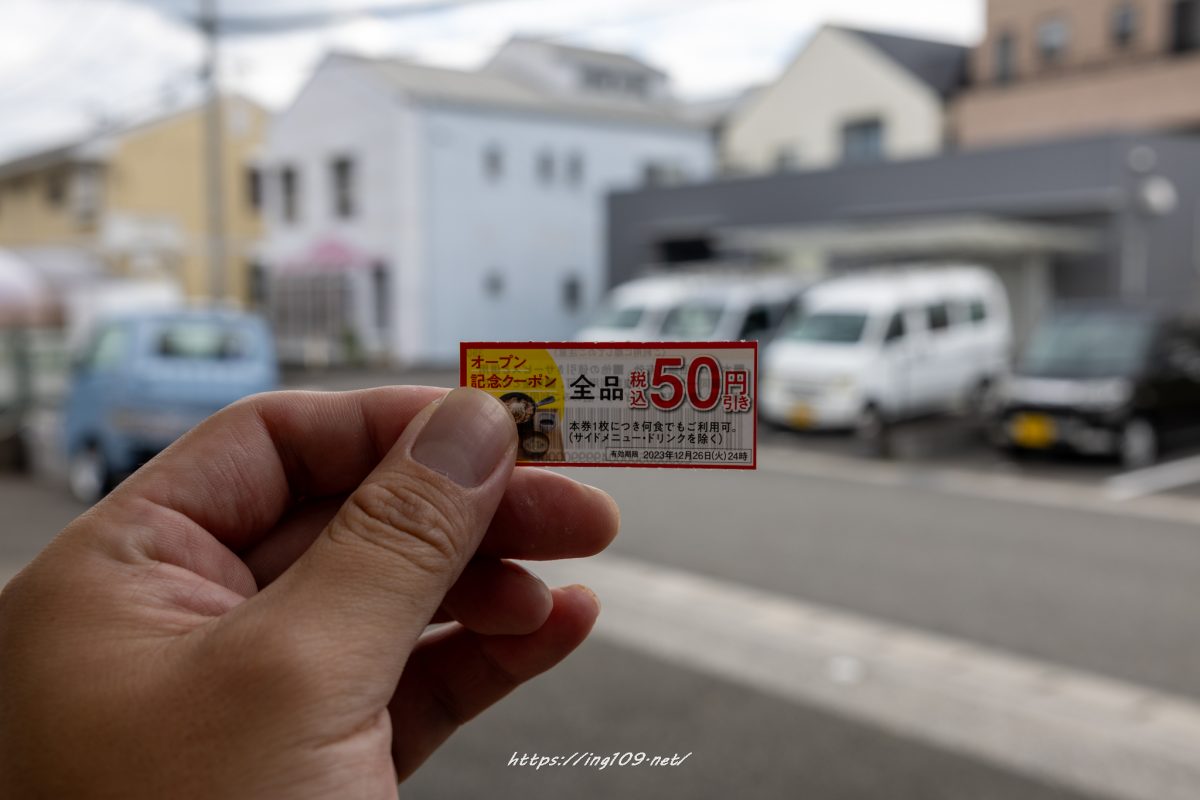 オープン
記念クーポン
全品 税込50円引き
本券1枚につき何食でもご利用可。
(サイドメニュー・ドリンクを除く)
有効期限 2023年12月26日(火)24時
https://ing109.net/